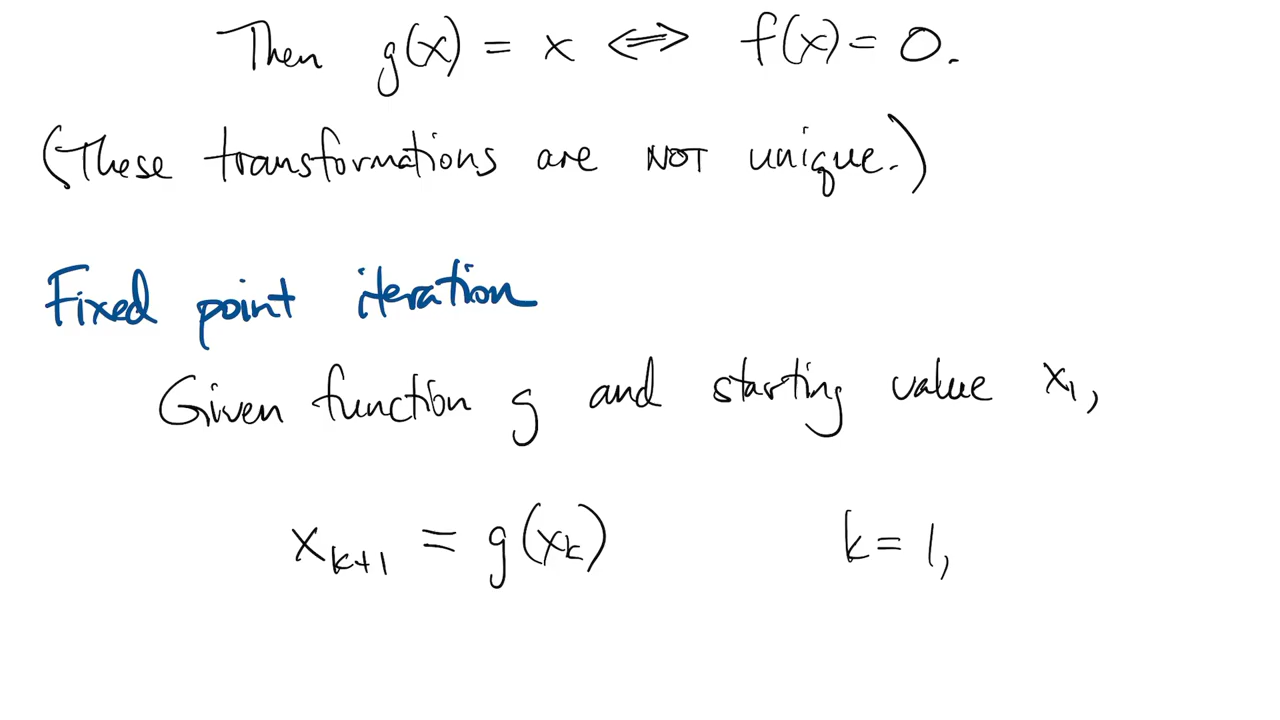 Then g(x) = x ⟺ f(x) = 0.
(These transformations are NOT unique.)
Fixed point iteration
Given function g and starting value x₁,
xₖ₊₁ = g(xₖ) k = 1,